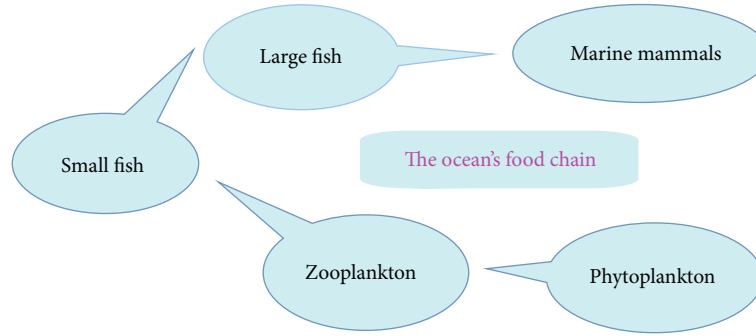 Large fish
Marine mammals
Small fish
The ocean's food chain
Zooplankton
Phytoplankton